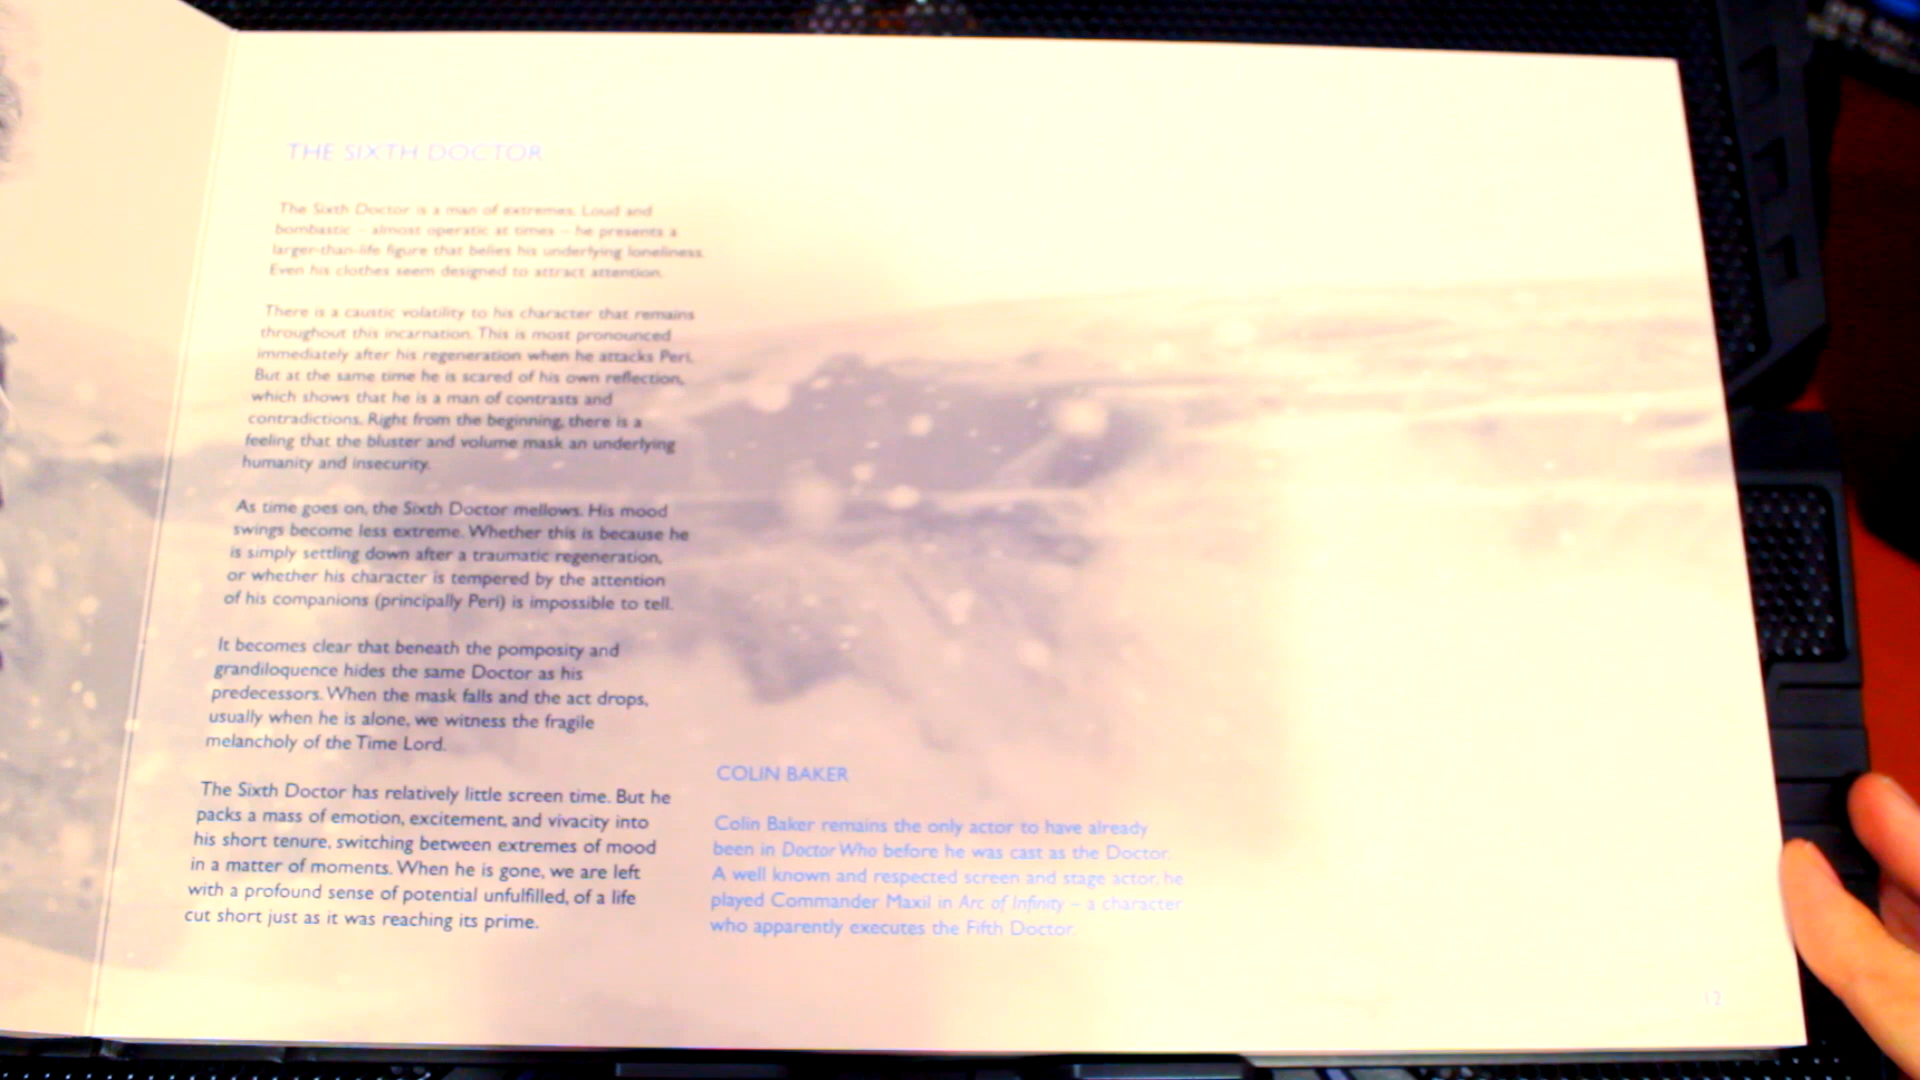 THE SIXTH DOCTOR
The Sixth Doctor is a man of extremes. Loud and
bombastic – almost operatic at times – he presents a
larger-than-life figure that belies his underlying loneliness.
Even his clothes seem designed to attract attention.
There is a caustic volatility to his character that remains
throughout this incarnation. This is most pronounced
immediately after his regeneration when he attacks Peri.
But at the same time he is scared of his own reflection,
which shows that he is a man of contrasts and
contradictions. Right from the beginning, there is a
feeling that the bluster and volume mask an underlying
humanity and insecurity.
As time goes on, the Sixth Doctor mellows. His mood
swings become less extreme. Whether this is because he
is simply settling down after a traumatic regeneration,
or whether his character is tempered by the attention
of his companions (principally Peri) is impossible to tell.
It becomes clear that beneath the pomposity and
grandiloquence hides the same Doctor as his
predecessors. When the mask falls and the act drops,
usually when he is alone, we witness the fragile
melancholy of the Time Lord.
The Sixth Doctor has relatively little screen time. But he
packs a mass of emotion, excitement, and vivacity into
his short tenure, switching between extremes of mood
in a matter of moments. When he is gone, we are left
with a profound sense of potential unfulfilled, of a life
cut short just as it was reaching its prime.
COLIN BAKER
Colin Baker remains the only actor to have already
been in Doctor Who before he was cast as the Doctor.
A well known and respected screen and stage actor, he
played Commander Maxil in Arc of Infinity – a character
who apparently executes the Fifth Doctor.
12